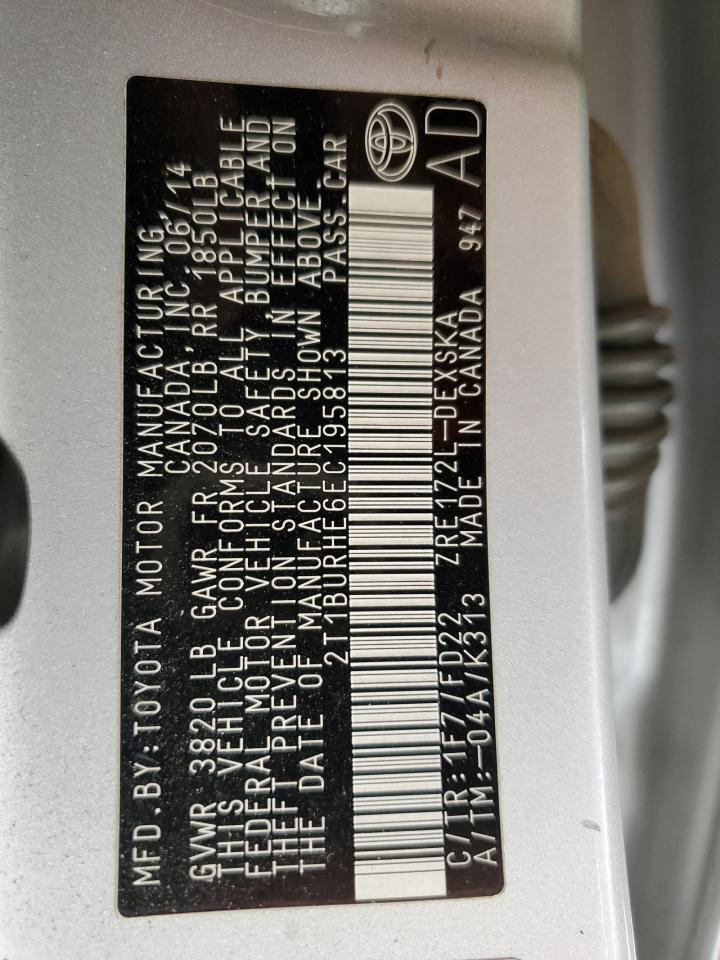 MFD.BY:TOYOTA MOTOR MANUFACTURING
CANADA, INC. 06/14
GVWR 3820 LB GAWR FR 2070LB, RR 1850LB
THIS VEHICLE CONFORMS TO ALL APPLICABLE
FEDERAL MOTOR VEHICLE SAFETY, BUMPER AND
THEFT PREVENTION STANDARDS IN EFFECT ON
THE DATE OF MANUFACTURE SHOWN ABOVE.
2T1BURHE6EC195813 PASS.CAR
C/TR:1F7/FD22 ZRE172L-DEXSKA
A/TM:-04A/K313 MADE IN CANADA 947
AD